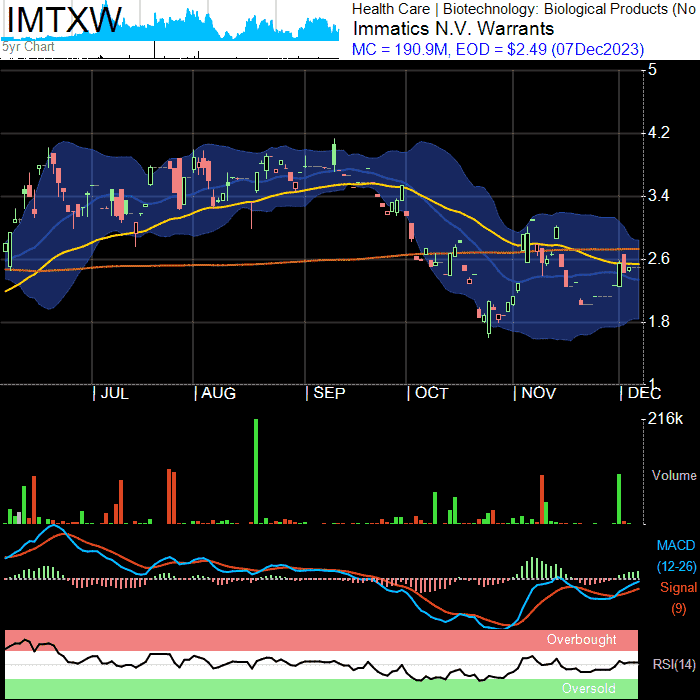 IMTXW
5yr Chart
Health Care | Biotechnology: Biological Products (No
Immatics N.V. Warrants
MC = 190.9M, EOD = $2.49 (07Dec2023)
5
4.2
3.4
2.6
1.8
1
JUL
AUG
SEP
OCT
NOV
DEC
216k
Volume
MACD
(12-26)
Signal
(9)
Overbought
RSI(14)
Oversold